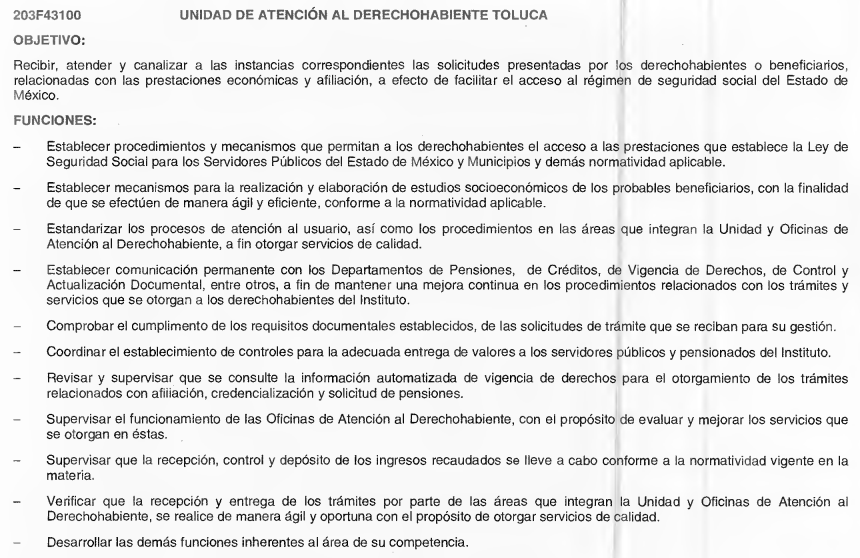 203F43100 UNIDAD DE ATENCIÓN AL DERECHOHABIENTE TOLUCA
OBJETIVO:
Recibir, atender y canalizar a las instancias correspondientes las solicitudes presentadas por los derechohabientes o beneficiarios,
relacionadas con las prestaciones económicas y afiliación, a efecto de facilitar el acceso al régimen de seguridad social del Estado de
México.
FUNCIONES:
– Establecer procedimientos y mecanismos que permitan a los derechohabientes el acceso a las prestaciones que establece la Ley de
Seguridad Social para los Servidores Públicos del Estado de México y Municipios y demás normatividad aplicable.
– Establecer mecanismos para la realización y elaboración de estudios socioeconómicos de los probables beneficiarios, con la finalidad
de que se efectúen de manera ágil y eficiente, conforme a la normatividad aplicable.
– Estandarizar los procesos de atención al usuario, así como los procedimientos en las áreas que integran la Unidad y Oficinas de
Atención al Derechohabiente, a fin otorgar servicios de calidad.
– Establecer comunicación permanente con los Departamentos de Pensiones, de Créditos, de Vigencia de Derechos, de Control y
Actualización Documental, entre otros, a fin de mantener una mejora continua en los procedimientos relacionados con los trámites y
servicios que se otorgan a los derechohabientes del Instituto.
– Comprobar el cumplimento de los requisitos documentales establecidos, de las solicitudes de trámite que se reciban para su gestión.
– Coordinar el establecimiento de controles para la adecuada entrega de valores a los servidores públicos y pensionados del Instituto.
– Revisar y supervisar que se consulte la información automatizada de vigencia de derechos para el otorgamiento de los trámites
relacionados con afiliación, credencialización y solicitud de pensiones.
– Supervisar el funcionamiento de las Oficinas de Atención al Derechohabiente, con el propósito de evaluar y mejorar los servicios que
se otorgan en éstas.
– Supervisar que la recepción, control y depósito de los ingresos recaudados se lleve a cabo conforme a la normatividad vigente en la
materia.
– Verificar que la recepción y entrega de los trámites por parte de las áreas que integran la Unidad y Oficinas de Atención al
Derechohabiente, se realice de manera ágil y oportuna con el propósito de otorgar servicios de calidad.
– Desarrollar las demás funciones inherentes al área de su competencia.